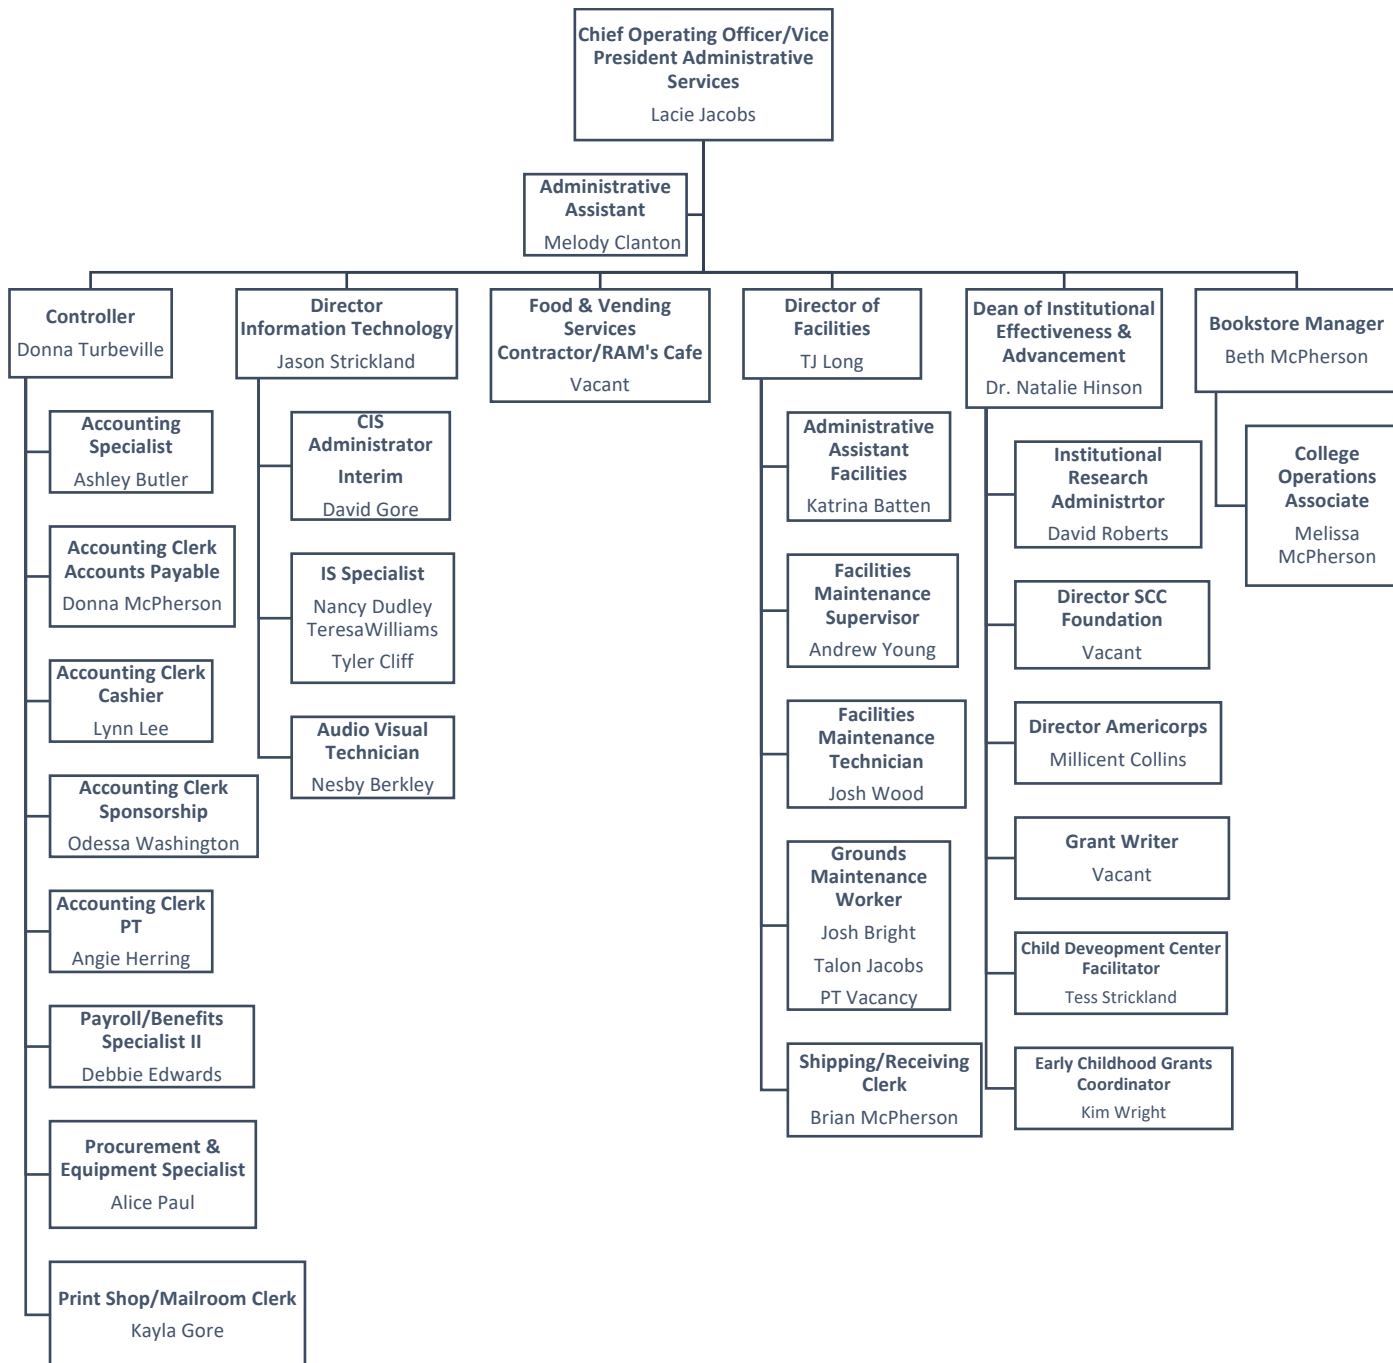 Chief Operating Officer/Vice
President Administrative
Services
Lacie Jacobs
Administrative
Assistant
Melody Clanton
Controller
Donna Turbeville
Accounting
Specialist
Ashley Butler
Accounting Clerk
Accounts Payable
Donna McPherson
Accounting Clerk
Cashier
Lynn Lee
Accounting Clerk
Sponsorship
Odessa Washington
Accounting Clerk
PT
Angie Herring
Payroll/Benefits
Specialist II
Debbie Edwards
Procurement &
Equipment Specialist
Alice Paul
Print Shop/Mailroom Clerk
Kayla Gore
Director
Information Technology
Jason Strickland
CIS
Administrator
Interim
David Gore
IS Specialist
Nancy Dudley
TeresaWilliams
Tyler Cliff
Audio Visual
Technician
Nesby Berkley
Food & Vending
Services
Contractor/RAM's Cafe
Vacant
Director of
Facilities
TJ Long
Administrative
Assistant
Facilities
Katrina Batten
Facilities
Maintenance
Supervisor
Andrew Young
Facilities
Maintenance
Technician
Josh Wood
Grounds
Maintenance
Worker
Josh Bright
Talon Jacobs
PT Vacancy
Shipping/Receiving
Clerk
Brian McPherson
Dean of Institutional
Effectiveness &
Advancement
Dr. Natalie Hinson
Institutional
Research
Administrtor
David Roberts
Director SCC
Foundation
Vacant
Director Americorps
Millicent Collins
Grant Writer
Vacant
Child Deveopment Center
Facilitator
Tess Strickland
Early Childhood Grants
Coordinator
Kim Wright
Bookstore Manager
Beth McPherson
College
Operations
Associate
Melissa
McPherson